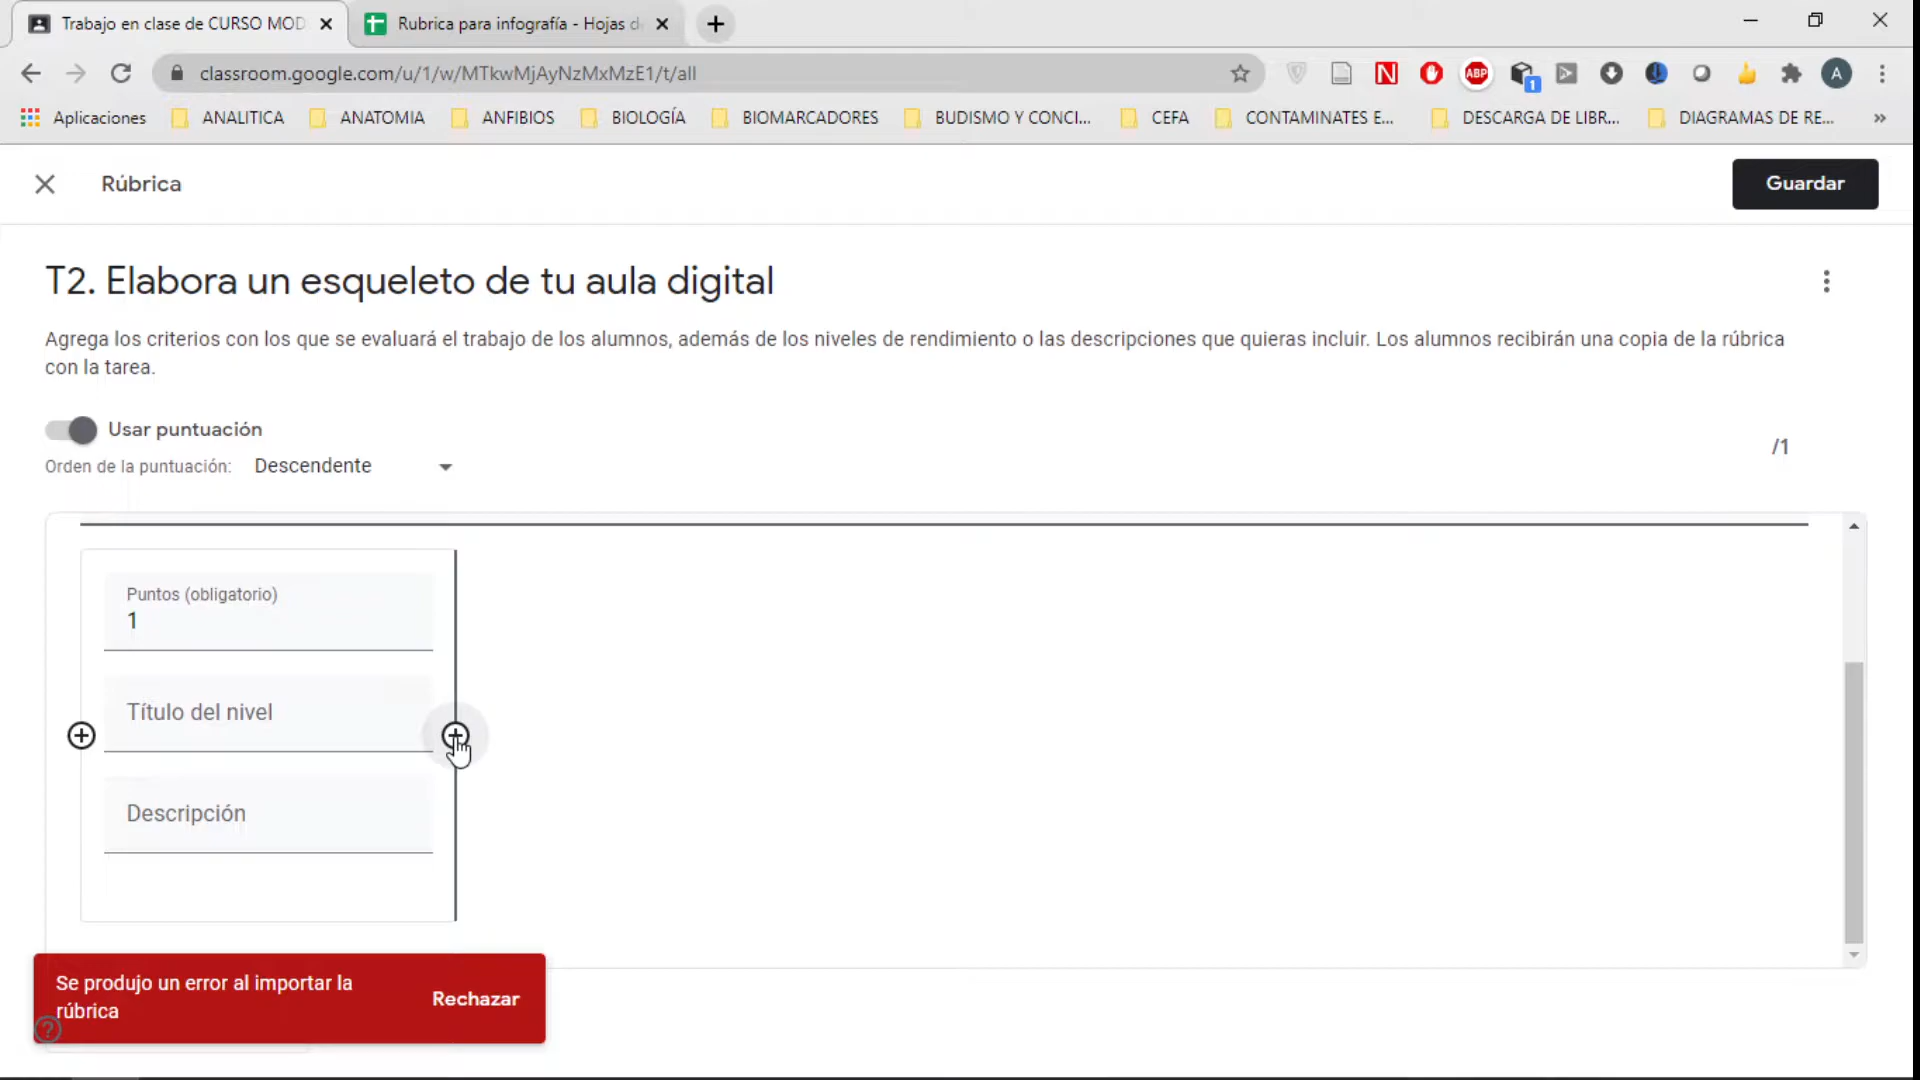 Trabajo en clase de CURSO MOD
Rubrica para infografía - Hojas de
classroom.google.com/u/1/w/MTkwMjAyNzMxMzE1/t/all
N
ABP
1
A
Aplicaciones
ANALITICA
ANATOMIA
ANFIBIOS
BIOLOGÍA
BIOMARCADORES
BUDISMO Y CONCI...
CEFA
CONTAMINATES E...
DESCARGA DE LIBR...
DIAGRAMAS DE RE...
»
Rúbrica
Guardar
T2. Elabora un esqueleto de tu aula digital
Agrega los criterios con los que se evaluará el trabajo de los alumnos, además de los niveles de rendimiento o las descripciones que quieras incluir. Los alumnos recibirán una copia de la rúbrica
con la tarea.
Usar puntuación
/1
Orden de la puntuación: Descendente
Puntos (obligatorio)
1
Título del nivel
Descripción
Se produjo un error al importar la
rúbrica
Rechazar